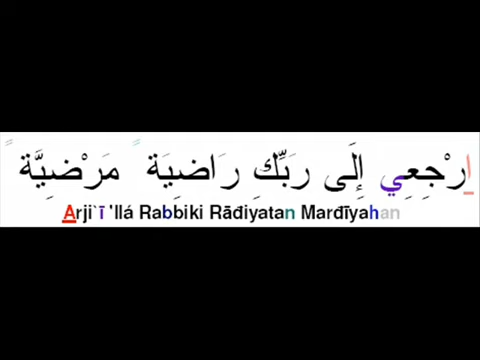 ارْجِعِي إِلَى رَبِّكِ رَاضِيَةً مَرْضِيَّةً
Arji`ī 'llá Rabbiki Rāđiyatan Marđīyahan